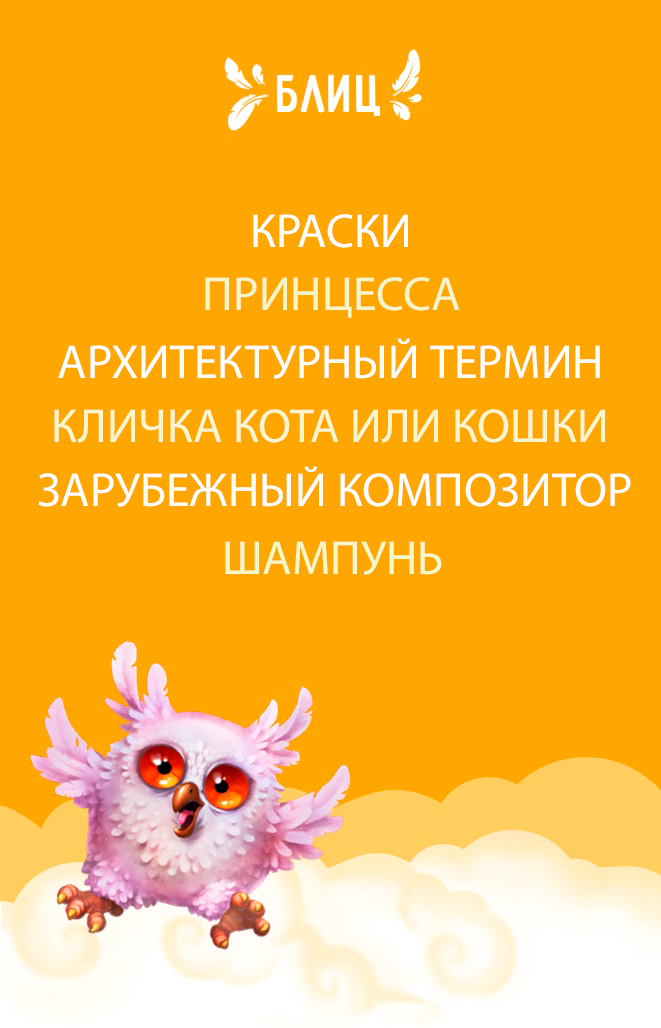 БЛИЦ
КРАСКИ
ПРИНЦЕССА
АРХИТЕКТУРНЫЙ ТЕРМИН
КЛИЧКА КОТА ИЛИ КОШКИ
ЗАРУБЕЖНЫЙ КОМПОЗИТОР
ШАМПУНЬ